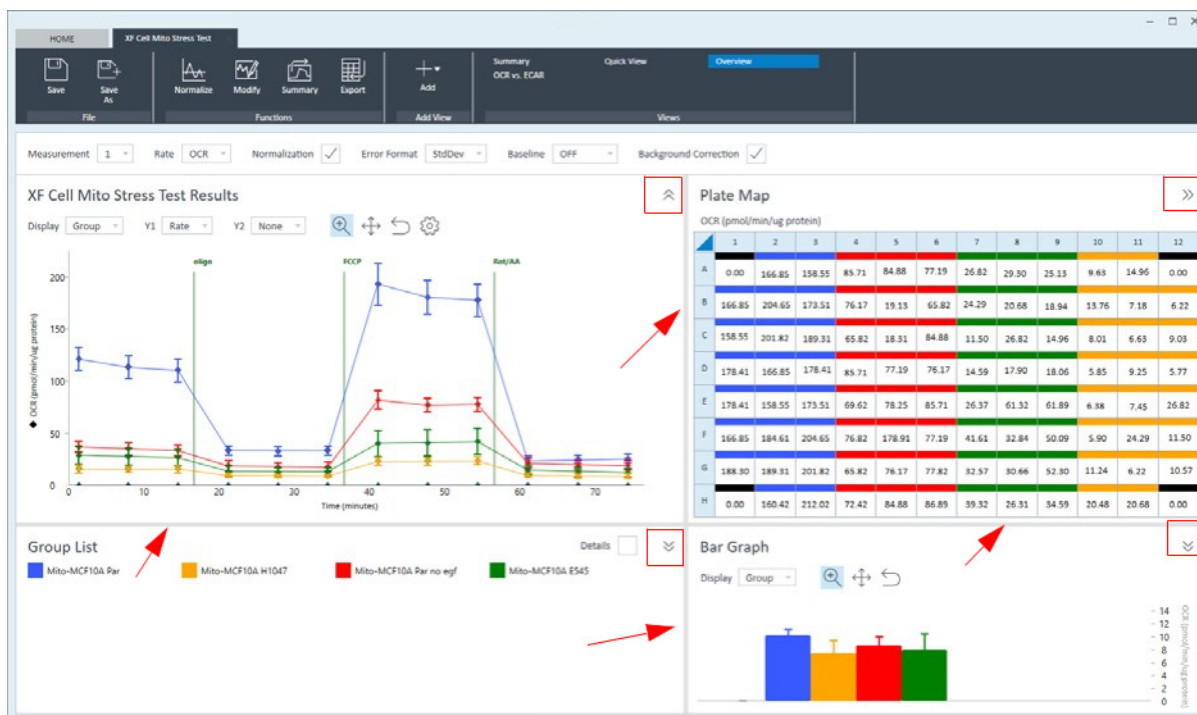 HOME XF Cell Mito Stress Test
Save Save As Normalize Modify Summary Export Add
Summary Quick View Overview
OCR vs. ECAR
File Functions Add View Views
Measurement 1 Rate OCR Normalization Error Format StdDev Baseline OFF Background Correction
XF Cell Mito Stress Test Results
Display Group Y1 Rate Y2 None
oligo FCCP Rot/AA
200
150
100
50
0
OCR (pmol/min/ug protein)
0 10 20 30 40 50 60 70
Time (minutes)
Plate Map
OCR (pmol/min/ug protein)
1 2 3 4 5 6 7 8 9 10 11 12
A 0.00 166.85 158.55 85.71 84.88 77.19 26.82 29.30 25.13 9.63 14.96 0.00
B 166.85 204.65 173.51 76.17 19.13 65.82 24.29 20.68 18.94 13.76 7.18 6.22
C 158.55 201.82 189.31 65.82 18.31 84.88 11.50 26.82 14.96 8.01 6.63 9.03
D 178.41 166.85 178.41 85.71 77.19 76.17 14.59 17.90 18.06 5.85 9.25 5.77
E 178.41 158.55 173.51 69.62 78.25 85.71 26.37 61.32 61.89 6.38 7.45 26.82
F 166.85 184.61 204.65 76.82 178.91 77.19 41.61 32.84 50.09 5.90 24.29 11.50
G 188.30 189.31 201.82 65.82 76.17 77.82 32.57 30.66 52.30 11.24 6.22 10.57
H 0.00 160.42 212.02 72.42 84.88 86.89 39.32 26.31 34.59 20.48 20.68 0.00
Group List Details
Mito-MCF10A Par Mito-MCF10A H1047 Mito-MCF10A Par no egf Mito-MCF10A E545
Bar Graph
Display Group
14
12
10
8
6
4
2
0
OCR (pmol/min/ug protein)